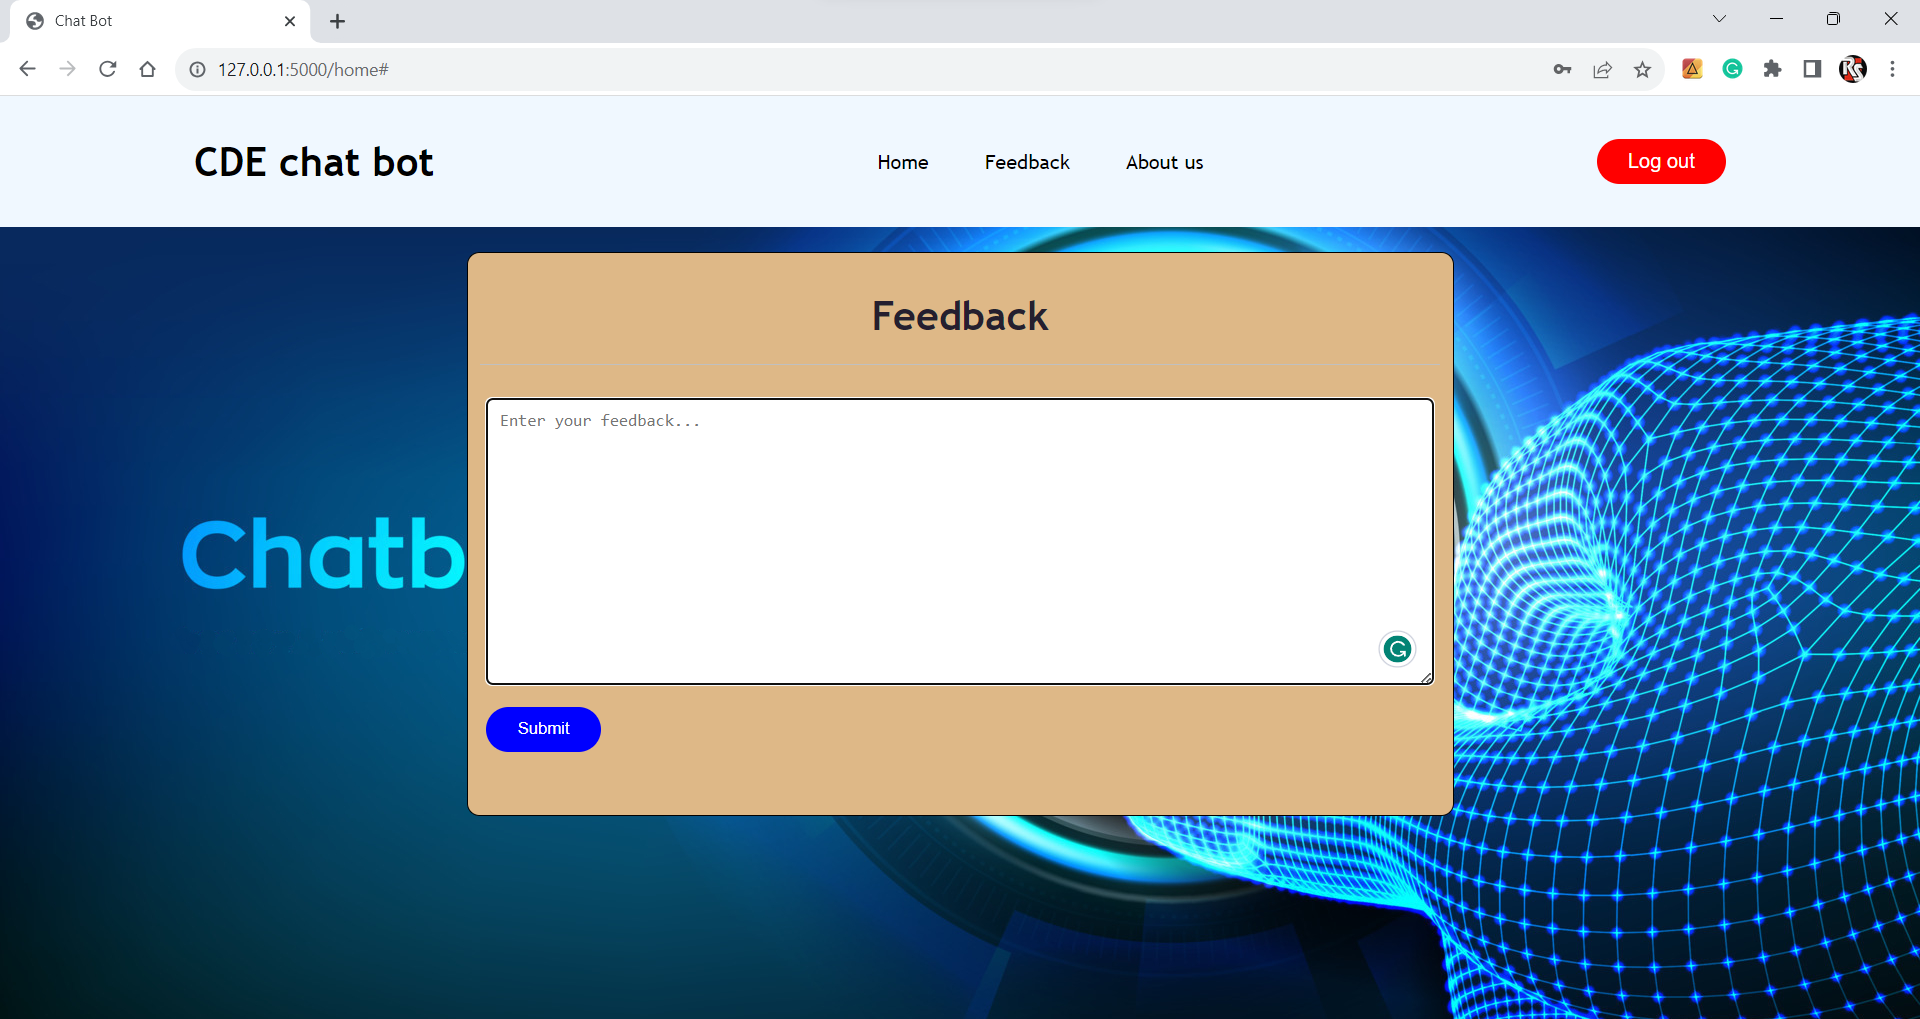 Chat Bot
127.0.0.1:5000/home#
CDE chat bot
Home
Feedback
About us
Log out
Feedback
Enter your feedback...
Chatb
Submit